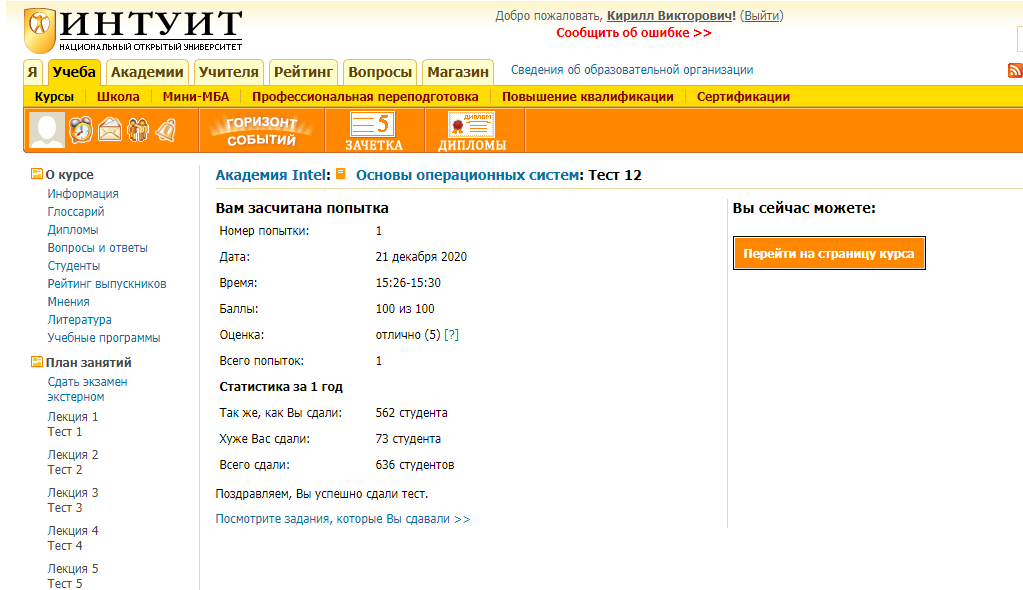 ИНТУИТ
НАЦИОНАЛЬНЫЙ ОТКРЫТЫЙ УНИВЕРСИТЕТ
Добро пожаловать, Кирилл Викторович! (Выйти)
Сообщить об ошибке >>
Я Учеба Академии Учителя Рейтинг Вопросы Магазин Сведения об образовательной организации
Курсы Школа Мини-МБА Профессиональная переподготовка Повышение квалификации Сертификации
ГОРИЗОНТ СОБЫТИЙ
5
ЗАЧЕТКА
ДИПЛОМ
ДИПЛОМЫ
О курсе
Информация
Глоссарий
Дипломы
Вопросы и ответы
Студенты
Рейтинг выпускников
Мнения
Литература
Учебные программы
План занятий
Сдать экзамен
экстерном
Лекция 1
Тест 1
Лекция 2
Тест 2
Лекция 3
Тест 3
Лекция 4
Тест 4
Лекция 5
Тест 5
Академия Intel: Основы операционных систем: Тест 12
Вам засчитана попытка
Номер попытки: 1
Дата: 21 декабря 2020
Время: 15:26-15:30
Баллы: 100 из 100
Оценка: отлично (5) [?]
Всего попыток: 1
Статистика за 1 год
Так же, как Вы сдали: 562 студента
Хуже Вас сдали: 73 студента
Всего сдали: 636 студентов
Поздравляем, Вы успешно сдали тест.
Посмотрите задания, которые Вы сдавали >>
Вы сейчас можете:
Перейти на страницу курса